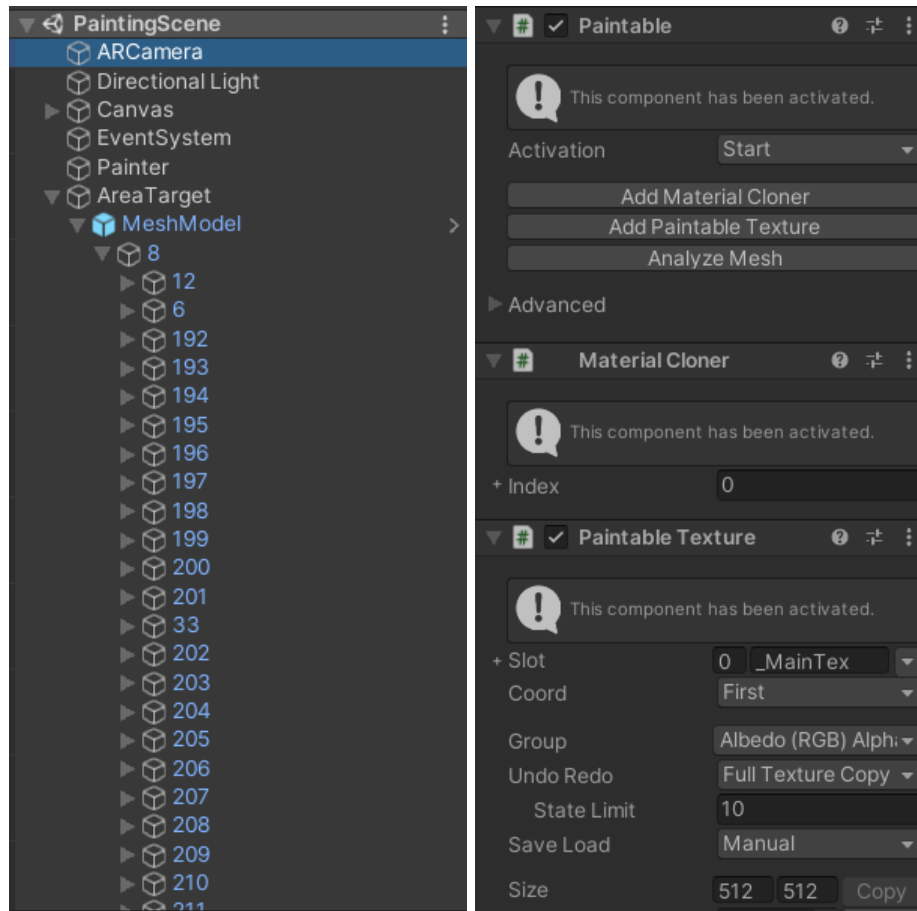 PaintingScene
ARCamera
Directional Light
Canvas
EventSystem
Painter
AreaTarget
MeshModel
8
12
6
192
193
194
195
196
197
198
199
200
201
33
202
203
204
205
206
207
208
209
210
211
Paintable
This component has been activated.
Activation Start
Add Material Cloner
Add Paintable Texture
Analyze Mesh
Advanced
Material Cloner
This component has been activated.
+ Index 0
Paintable Texture
This component has been activated.
+ Slot 0 _MainTex
Coord First
Group Albedo (RGB) Alph
Undo Redo Full Texture Copy
State Limit 10
Save Load Manual
Size 512 512 Copy